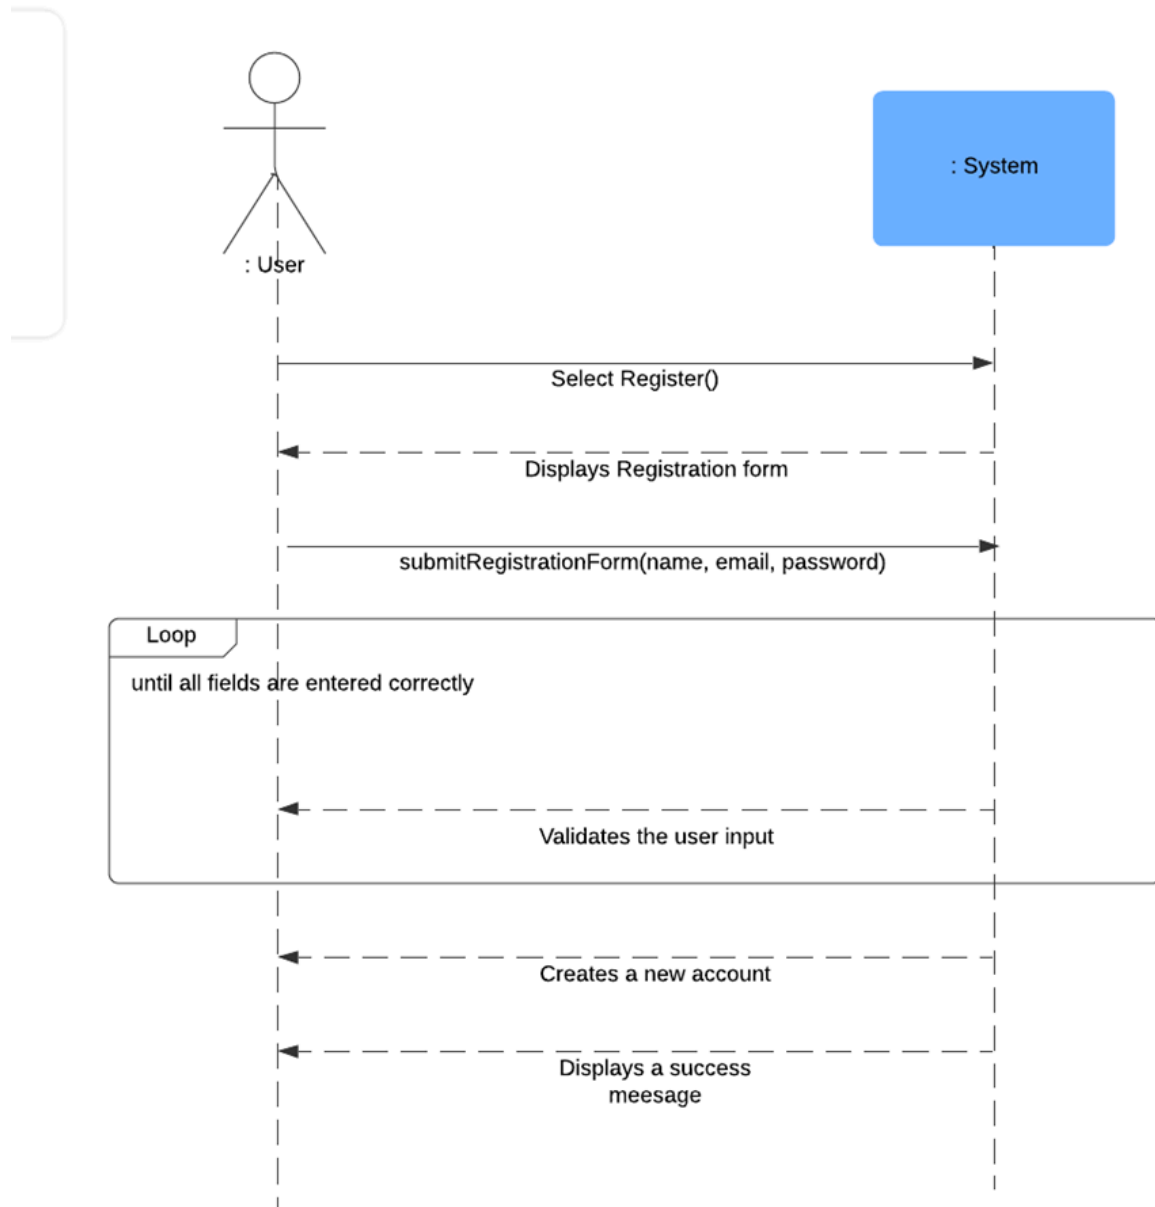 : User
: System
Select Register()
Displays Registration form
submitRegistrationForm(name, email, password)
Loop
until all fields are entered correctly
Validates the user input
Creates a new account
Displays a success
meesage